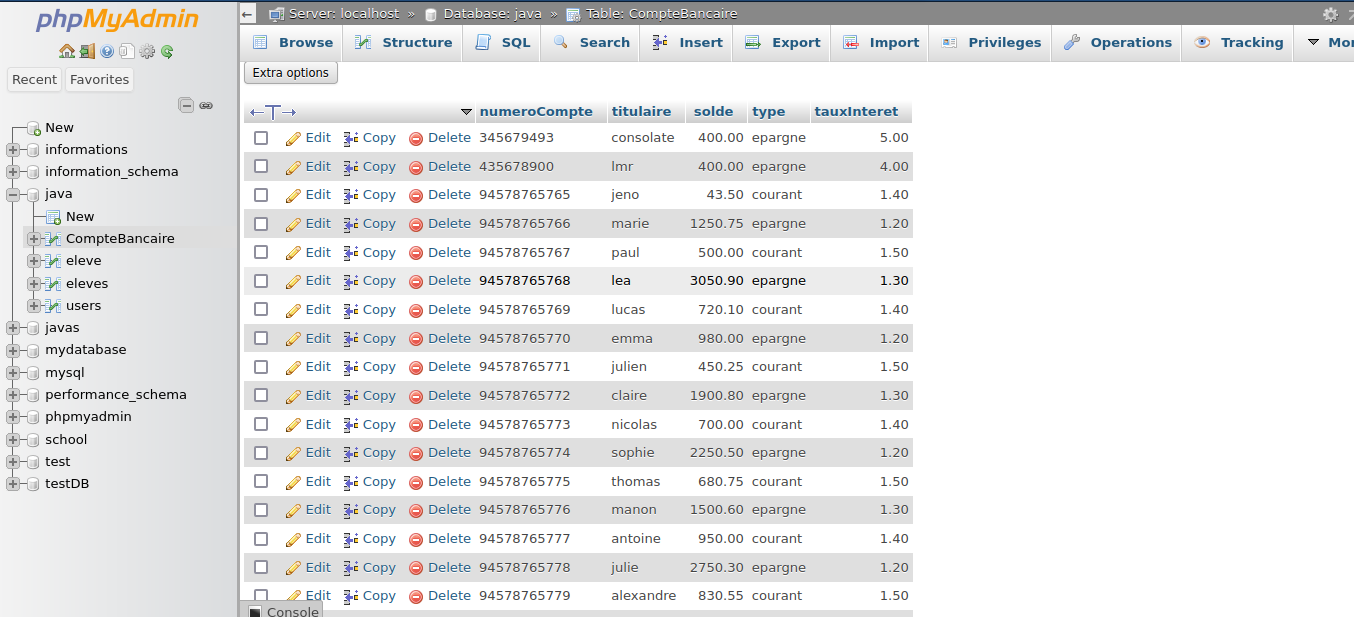 phpMyAdmin
Recent Favorites
New
informations
information_schema
java
New
CompteBancaire
eleve
eleves
users
javas
mydatabase
mysql
performance_schema
phpmyadmin
school
test
testDB
Server: localhost » Database: java » Table: CompteBancaire
Browse Structure SQL Search Insert Export Import Privileges Operations Tracking Mor
Extra options
numeroCompte titulaire solde type tauxInteret
Edit Copy Delete 345679493 consolate 400.00 epargne 5.00
Edit Copy Delete 435678900 lmr 400.00 epargne 4.00
Edit Copy Delete 94578765765 jeno 43.50 courant 1.40
Edit Copy Delete 94578765766 marie 1250.75 epargne 1.20
Edit Copy Delete 94578765767 paul 500.00 courant 1.50
Edit Copy Delete 94578765768 lea 3050.90 epargne 1.30
Edit Copy Delete 94578765769 lucas 720.10 courant 1.40
Edit Copy Delete 94578765770 emma 980.00 epargne 1.20
Edit Copy Delete 94578765771 julien 450.25 courant 1.50
Edit Copy Delete 94578765772 claire 1900.80 epargne 1.30
Edit Copy Delete 94578765773 nicolas 700.00 courant 1.40
Edit Copy Delete 94578765774 sophie 2250.50 epargne 1.20
Edit Copy Delete 94578765775 thomas 680.75 courant 1.50
Edit Copy Delete 94578765776 manon 1500.60 epargne 1.30
Edit Copy Delete 94578765777 antoine 950.00 courant 1.40
Edit Copy Delete 94578765778 julie 2750.30 epargne 1.20
Edit Copy Delete 94578765779 alexandre 830.55 courant 1.50
Console